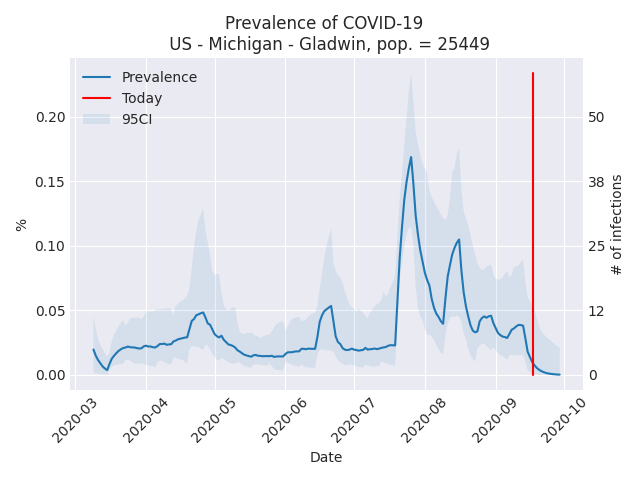 Prevalence of COVID-19
US - Michigan - Gladwin, pop. = 25449
Prevalence
Today
95CI
0.20
0.15
0.10
0.05
0.00
%
50
38
25
12
0
# of infections
2020-03
2020-04
2020-05
2020-06
2020-07
2020-08
2020-09
2020-10
Date